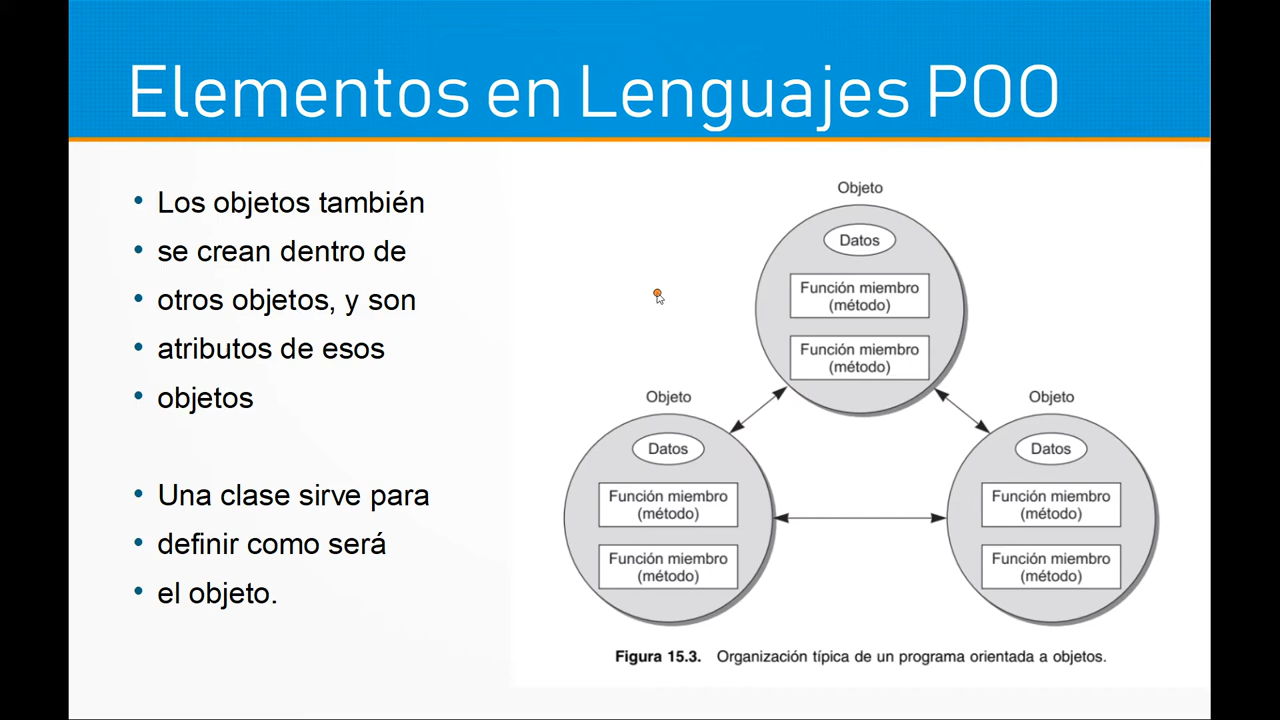 Elementos en Lenguajes POO
• Los objetos también
• se crean dentro de
• otros objetos, y son
• atributos de esos
• objetos
• Una clase sirve para
• definir como será
• el objeto.
Objeto
Datos
Función miembro
(método)
Función miembro
(método)
Objeto
Datos
Función miembro
(método)
Función miembro
(método)
Objeto
Datos
Función miembro
(método)
Función miembro
(método)
Figura 15.3. Organización típica de un programa orientada a objetos.